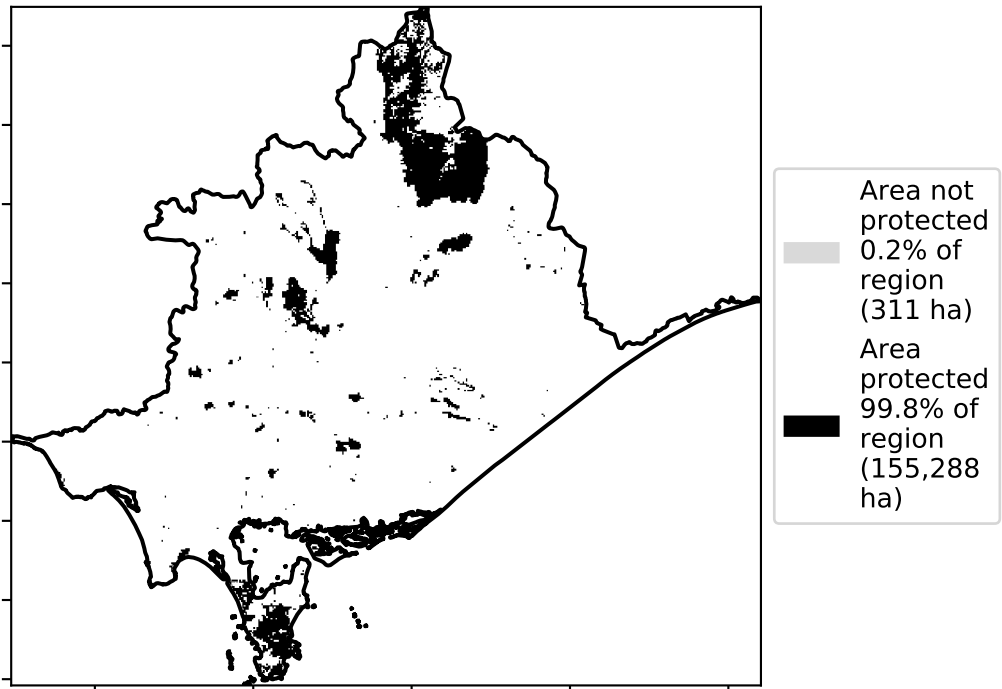 Area not
protected
0.2% of
region
(311 ha)
Area
protected
99.8% of
region
(155,288
ha)